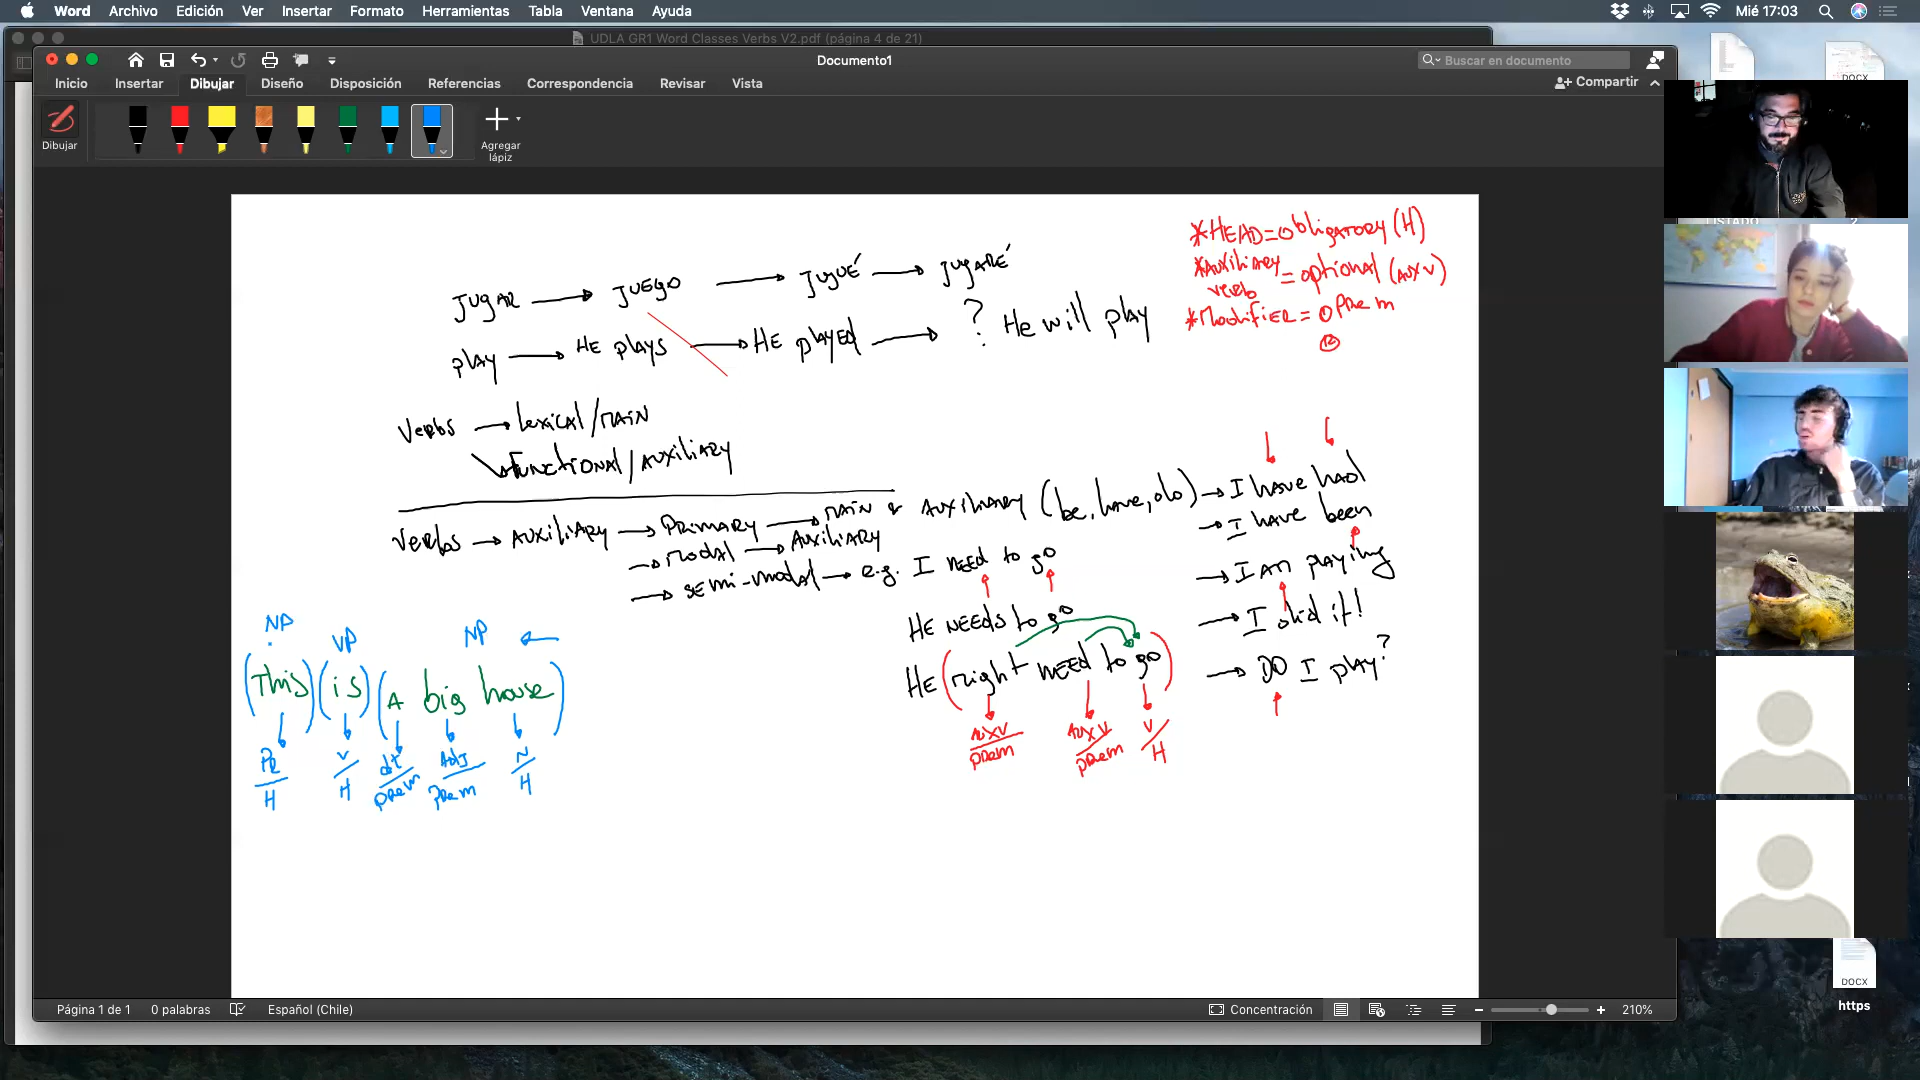 Word Archivo Edición Ver Insertar Formato Herramientas Tabla Ventana Ayuda Mié 17:03
UDLA GR1 Word Classes Verbs V2.pdf (página 4 de 21)
Documento1
Buscar en documento
Inicio Insertar Dibujar Diseño Disposición Referencias Correspondencia Revisar Vista Compartir
Dibujar
Agregar lápiz
DOCX
LISTADO 2
*HEAD = obligatory (H)
*Auxiliary verb = optional (Aux V)
*Modifier = O PRem
JUGAR → JUEGO → JUGUÉ → JUGARÉ
PLAY → HE PLAYS → HE PLAYED → ? He will play
Verbs → Lexical / MAIN
Functional / Auxiliary
Verbs → Auxiliary → PRIMARY → MAIN & Auxiliary (be, have, do) → I have had
→ I have been
→ Modal → Auxiliary
→ semi-modal → e.g. I need to go
→ I am playing
He needs to go
→ I did it!
He (might need to go)
→ DO I play?
AUXV/PRem AUXV/PRem V/H
NP VP NP ←
(This) (is) (A big house)
PR/H V/H dt/PRem Adj/PRem N/H
Página 1 de 1 0 palabras Español (Chile) Concentración 210%
DOCX
https